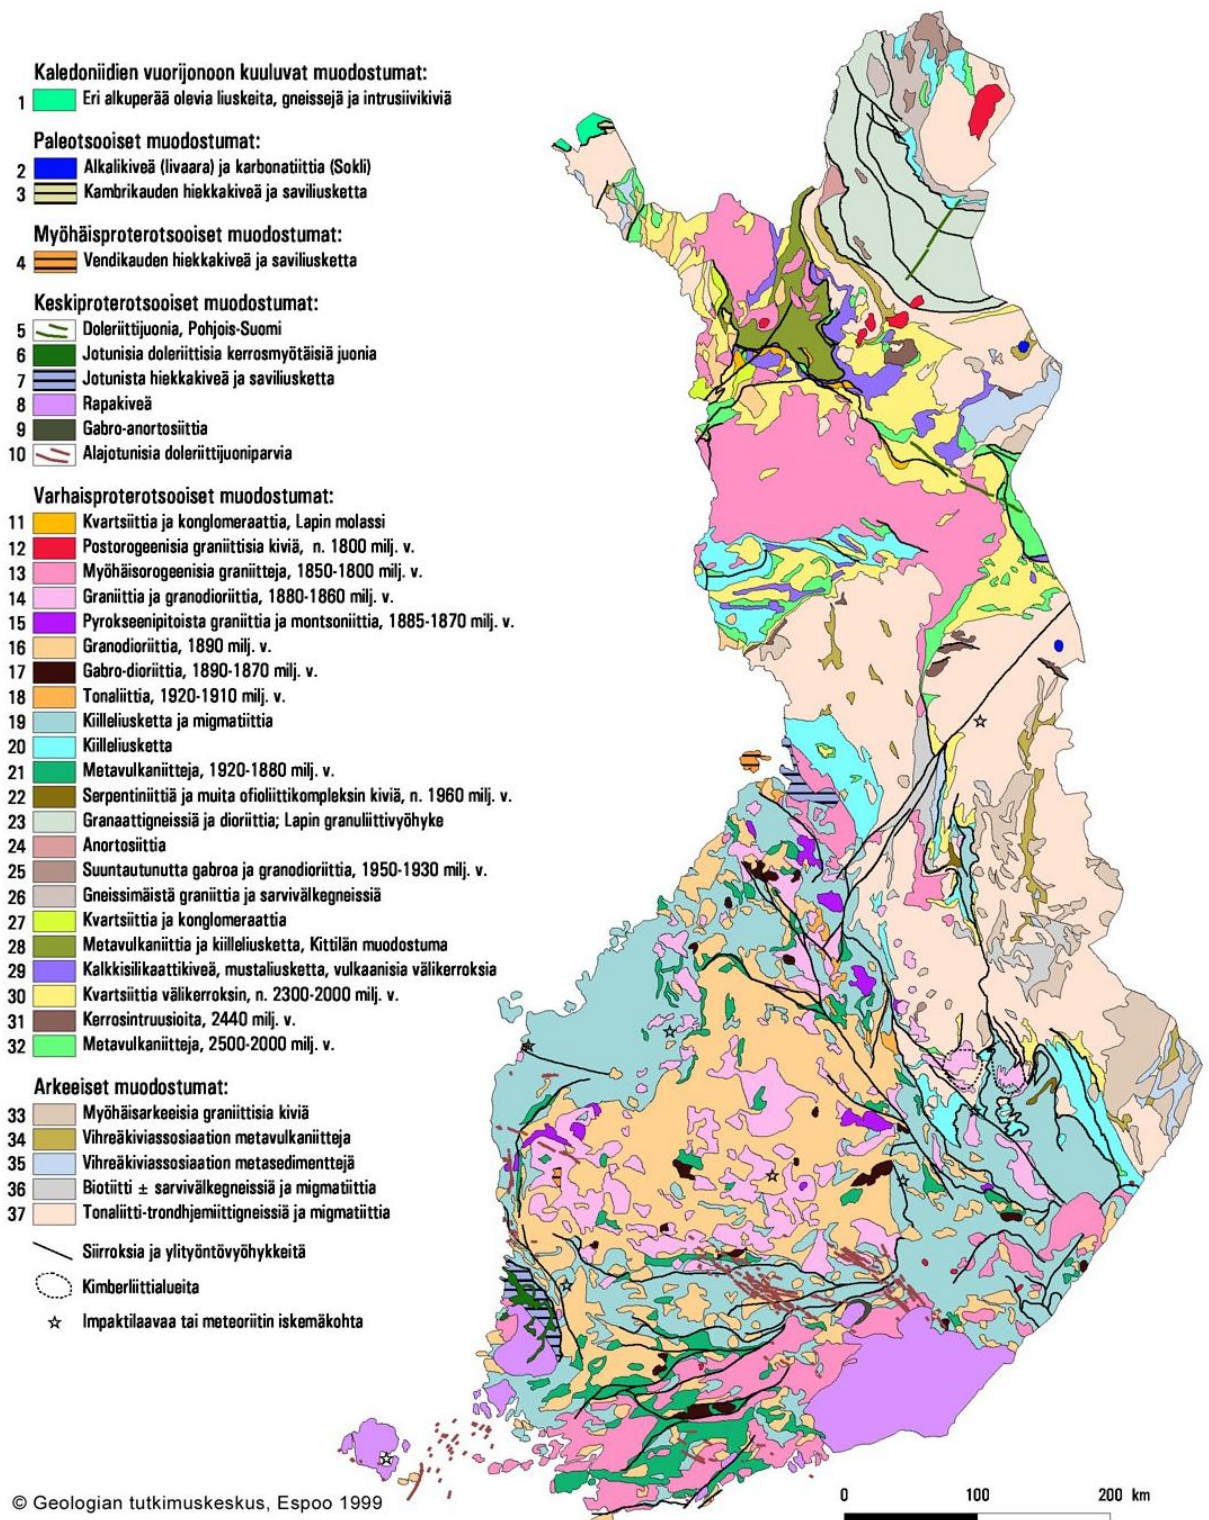 Kaledoniidien vuorijonoon kuuluvat muodostumat:
1 Eri alkuperää olevia liuskeita, gneissejä ja intrusiivikiviä
Paleotsooiset muodostumat:
2 Alkalikiveä (Iivaara) ja karbonatiittia (Sokli)
3 Kambrikauden hiekkakiveä ja saviliusketta
Myöhäisproterotsooiset muodostumat:
4 Vendikauden hiekkakiveä ja saviliusketta
Keskiproterotsooiset muodostumat:
5 Doleriittijuonia, Pohjois-Suomi
6 Jotunisia doleriittisia kerrosmyötäisiä juonia
7 Jotunista hiekkakiveä ja saviliusketta
8 Rapakiveä
9 Gabro-anortosiittia
10 Alajotunisia doleriittijuoniparvia
Varhaisproterotsooiset muodostumat:
11 Kvartsiittia ja konglomeraattia, Lapin molassi
12 Postorogeenisia graniittisia kiviä, n. 1800 milj. v.
13 Myöhäisorogeenisia graniitteja, 1850-1800 milj. v.
14 Graniittia ja granodioriittia, 1880-1860 milj. v.
15 Pyrokseenipitoista graniittia ja montsoniittia, 1885-1870 milj. v.
16 Granodioriittia, 1890 milj. v.
17 Gabro-dioriittia, 1890-1870 milj. v.
18 Tonaliittia, 1920-1910 milj. v.
19 Kiilleliusketta ja migmatiittia
20 Kiilleliusketta
21 Metavulkaniitteja, 1920-1880 milj. v.
22 Serpentiniittiä ja muita ofioliittikompleksin kiviä, n. 1960 milj. v.
23 Granaattigneissiä ja dioriittia; Lapin granuliittivyöhyke
24 Anortosiittia
25 Suuntautunutta gabroa ja granodioriittia, 1950-1930 milj. v.
26 Gneissimäistä graniittia ja sarvivälkegneissiä
27 Kvartsiittia ja konglomeraattia
28 Metavulkaniittia ja kiilleliusketta, Kittilän muodostuma
29 Kalkkisilikaattikiveä, mustaliusketta, vulkaanisia välikerroksia
30 Kvartsiittia välikerroksin, n. 2300-2000 milj. v.
31 Kerrosintruusioita, 2440 milj. v.
32 Metavulkaniitteja, 2500-2000 milj. v.
Arkeeiset muodostumat:
33 Myöhäisarkeeisia graniittisia kiviä
34 Vihreäkiviassosiaation metavulkaniitteja
35 Vihreäkiviassosiaation metasedimenttejä
36 Biotiitti ± sarvivälkegneissiä ja migmatiittia
37 Tonaliitti-trondhjemiittigneissiä ja migmatiittia
Siirroksia ja ylityöntövyöhykkeitä
Kimberliittialueita
Impaktilaavaa tai meteoriitin iskemäkohta
© Geologian tutkimuskeskus, Espoo 1999
0 100 200 km